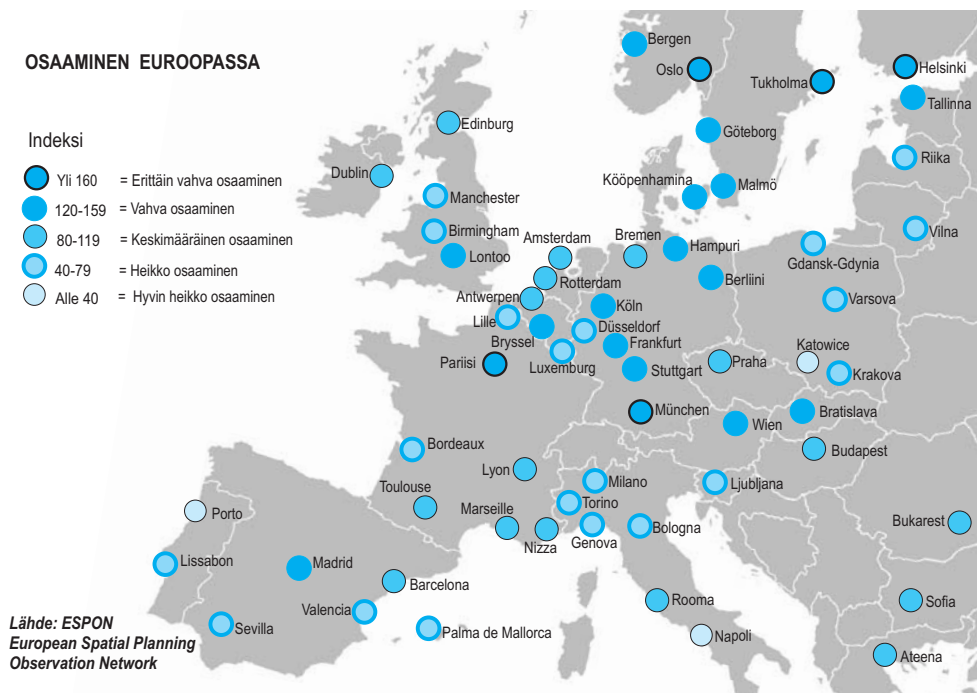 OSAAMINEN EUROOPASSA
Indeksi
Yli 160 = Erittäin vahva osaaminen
120-159 = Vahva osaaminen
80-119 = Keskimääräinen osaaminen
40-79 = Heikko osaaminen
Alle 40 = Hyvin heikko osaaminen
Bergen
Oslo
Tukholma
Helsinki
Tallinna
Göteborg
Riika
Edinburg
Dublin
Manchester
Kööpenhamina
Malmö
Birmingham
Vilna
Lontoo
Amsterdam
Bremen
Hampuri
Gdansk-Gdynia
Rotterdam
Berliini
Antwerpen
Köln
Varsova
Lille
Düsseldorf
Bryssel
Frankfurt
Katowice
Pariisi
Luxemburg
Stuttgart
Praha
Krakova
München
Wien
Bratislava
Bordeaux
Budapest
Lyon
Milano
Ljubljana
Toulouse
Torino
Marseille
Porto
Nizza
Genova
Bologna
Bukarest
Lissabon
Madrid
Barcelona
Valencia
Rooma
Sofia
Sevilla
Palma de Mallorca
Napoli
Ateena
Lähde: ESPON
European Spatial Planning
Observation Network